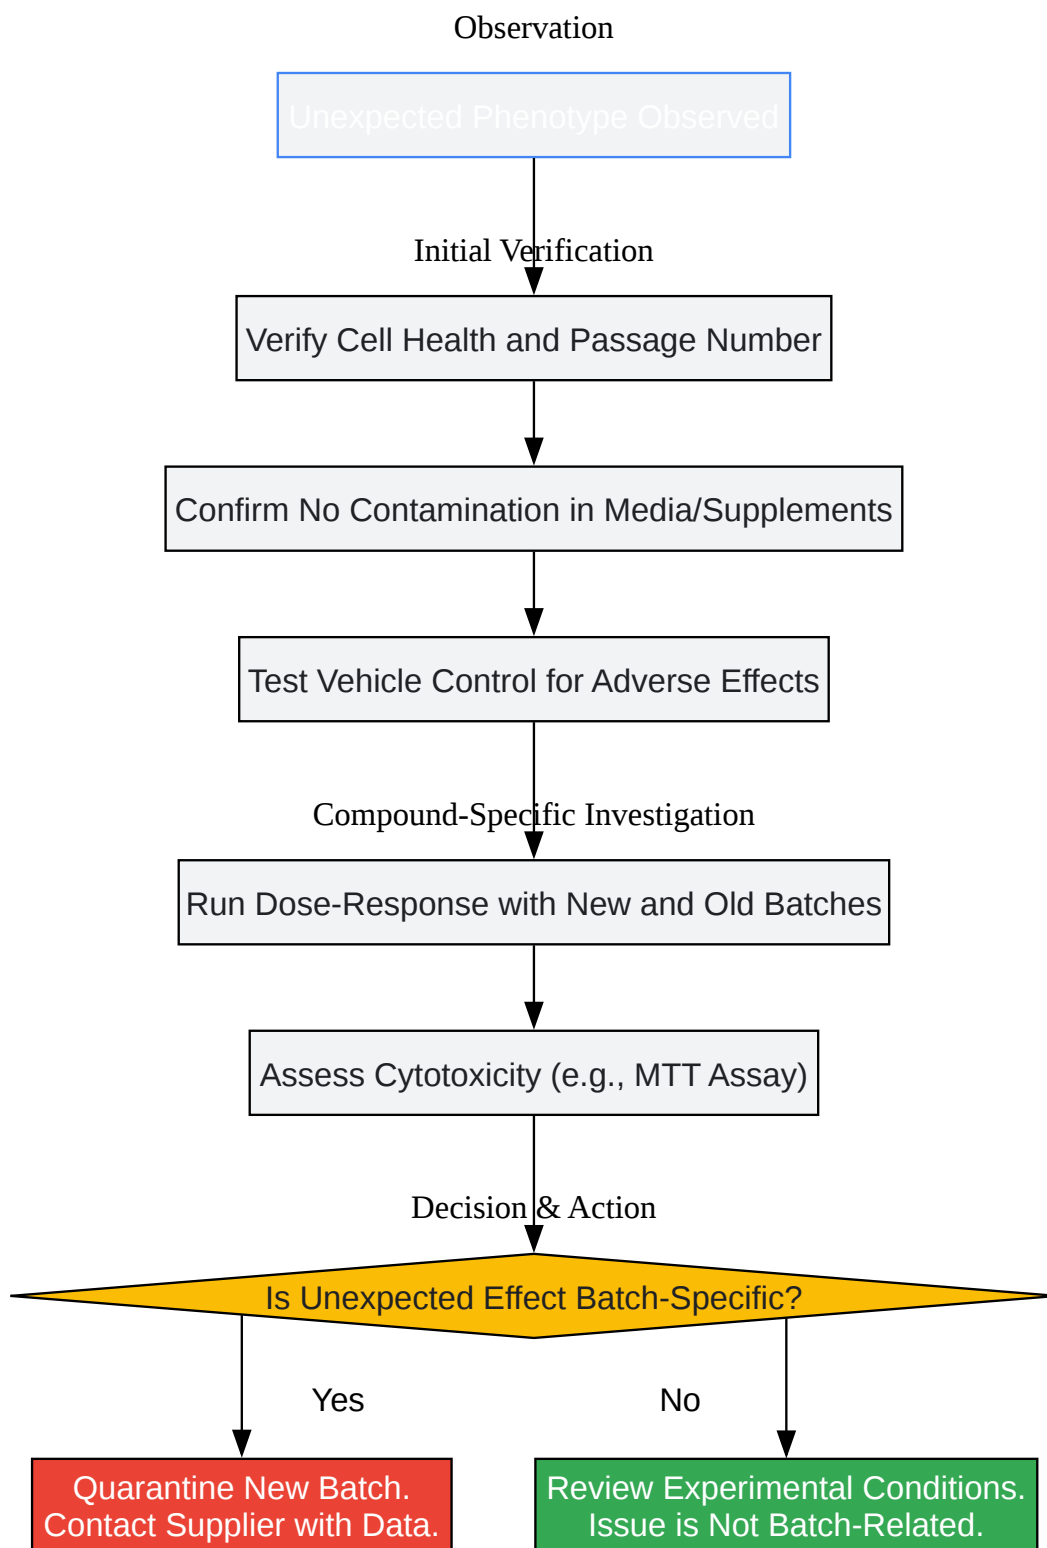 Observation
Unexpected Phenotype Observed
Initial Verification
Verify Cell Health and Passage Number
Confirm No Contamination in Media/Supplements
Test Vehicle Control for Adverse Effects
Compound-Specific Investigation
Run Dose-Response with New and Old Batches
Assess Cytotoxicity (e.g., MTT Assay)
Decision & Action
Is Unexpected Effect Batch-Specific?
Yes
No
Quarantine New Batch.
Contact Supplier with Data.
Review Experimental Conditions.
Issue is Not Batch-Related.